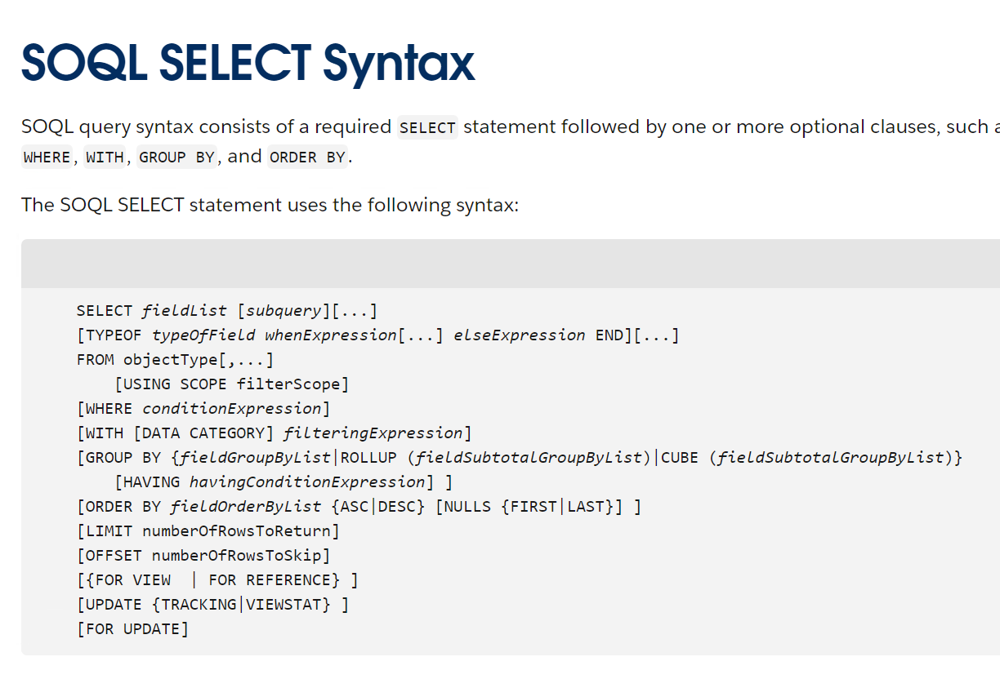 SOQL SELECT Syntax
SOQL query syntax consists of a required SELECT statement followed by one or more optional clauses, such
WHERE, WITH, GROUP BY, and ORDER BY.
The SOQL SELECT statement uses the following syntax:
SELECT fieldList [subquery][...]
[TYPEOF typeOfField whenExpression[...] elseExpression END][...]
FROM objectType[,...]
[USING SCOPE filterScope]
[WHERE conditionExpression]
[WITH [DATA CATEGORY] filteringExpression]
[GROUP BY {fieldGroupByList|ROLLUP (fieldSubtotalGroupByList)|CUBE (fieldSubtotalGroupByList)}
[HAVING havingConditionExpression] ]
[ORDER BY fieldOrderByList {ASC|DESC} [NULLS {FIRST|LAST}] ]
[LIMIT numberOfRowsToReturn]
[OFFSET numberOfRowsToSkip]
[{FOR VIEW  | FOR REFERENCE} ]
[UPDATE {TRACKING|VIEWSTAT} ]
[FOR UPDATE]